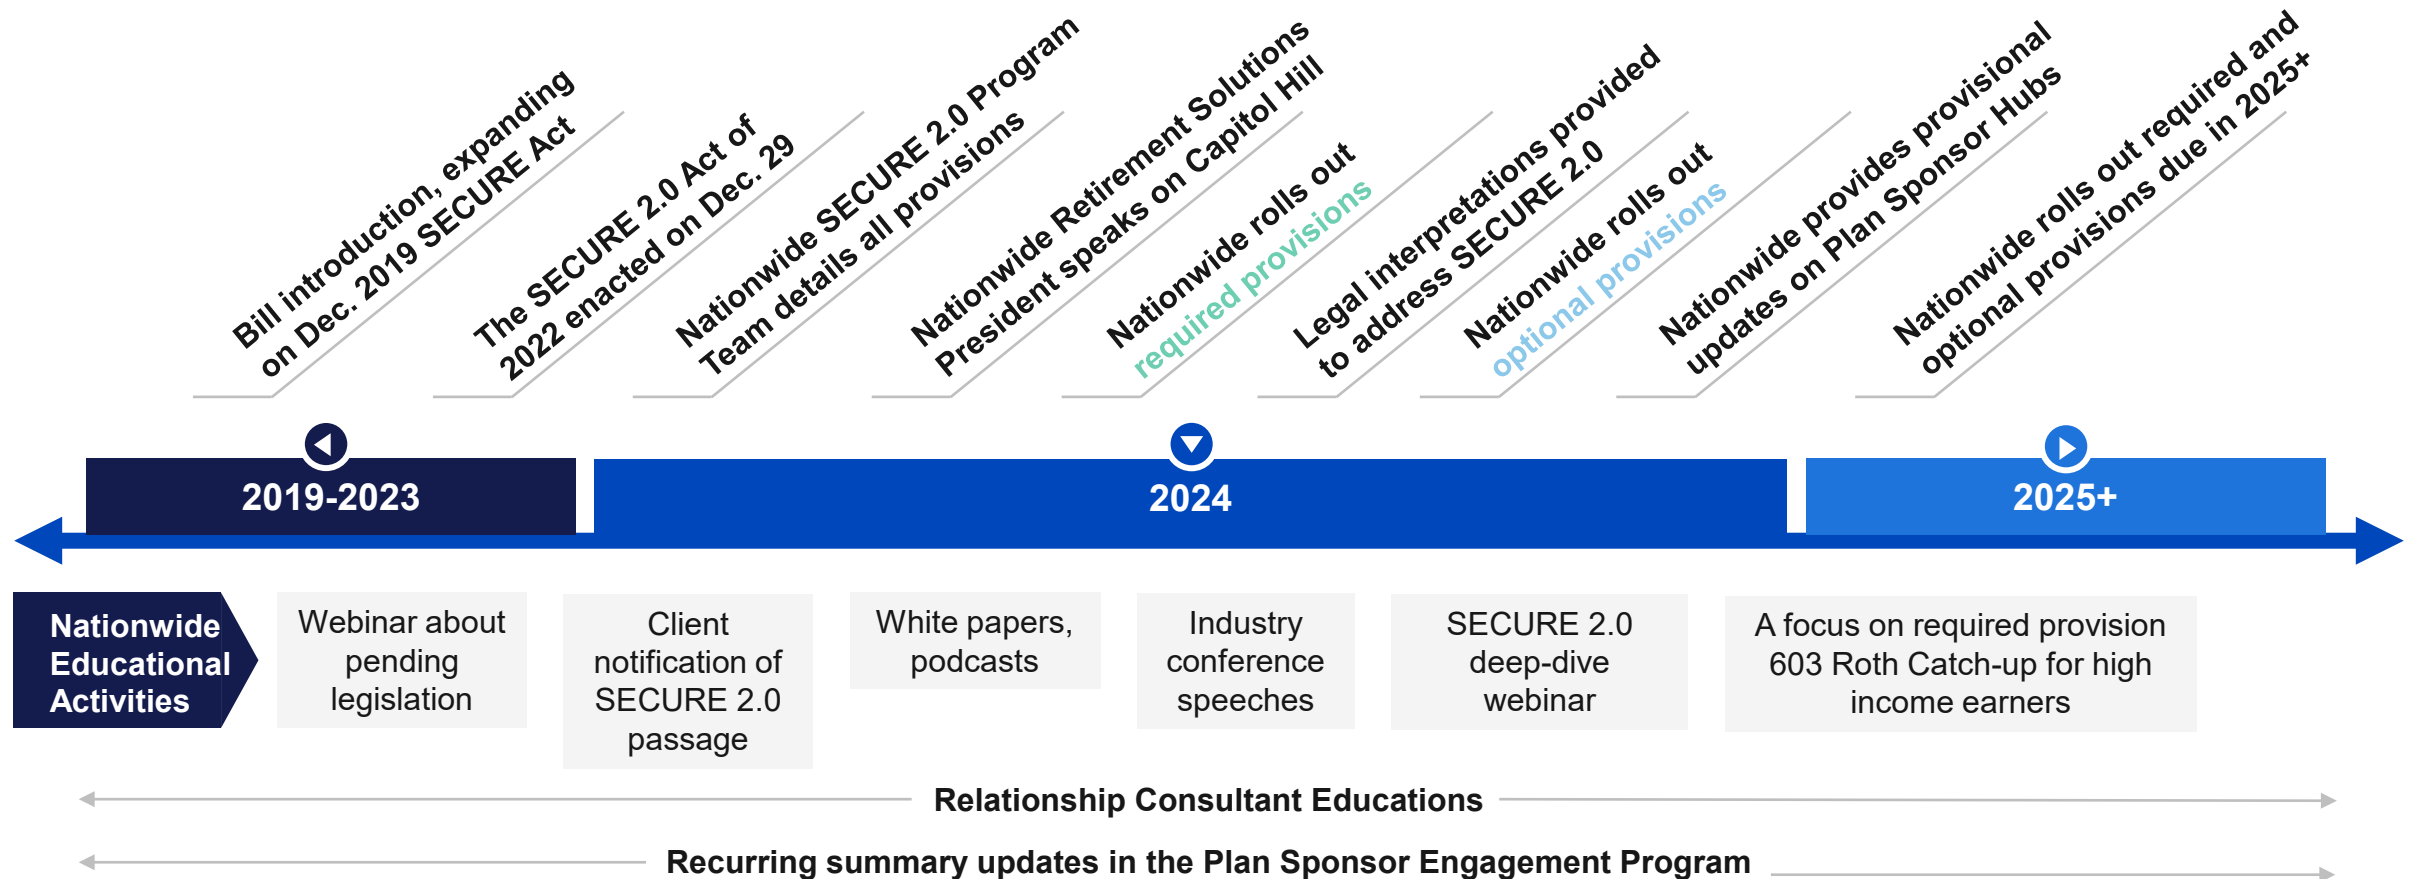 Bill introduction, expanding
on Dec. 2019 SECURE Act
The SECURE 2.0 Act of
2022 enacted on Dec. 29
Nationwide SECURE 2.0 Program
Team details all provisions
Nationwide Retirement Solutions
President speaks on Capitol Hill
Nationwide rolls out
required provisions
Legal interpretations provided
to address SECURE 2.0
Nationwide rolls out
optional provisions
Nationwide provides provisional
updates on Plan Sponsor Hubs
Nationwide rolls out required and
optional provisions due in 2025+
2019-2023
2024
2025+
Nationwide
Educational
Activities
Webinar about
pending
legislation
Client
notification of
SECURE 2.0
passage
White papers,
podcasts
Industry
conference
speeches
SECURE 2.0
deep-dive
webinar
A focus on required provision
603 Roth Catch-up for high
income earners
Relationship Consultant Educations
Recurring summary updates in the Plan Sponsor Engagement Program